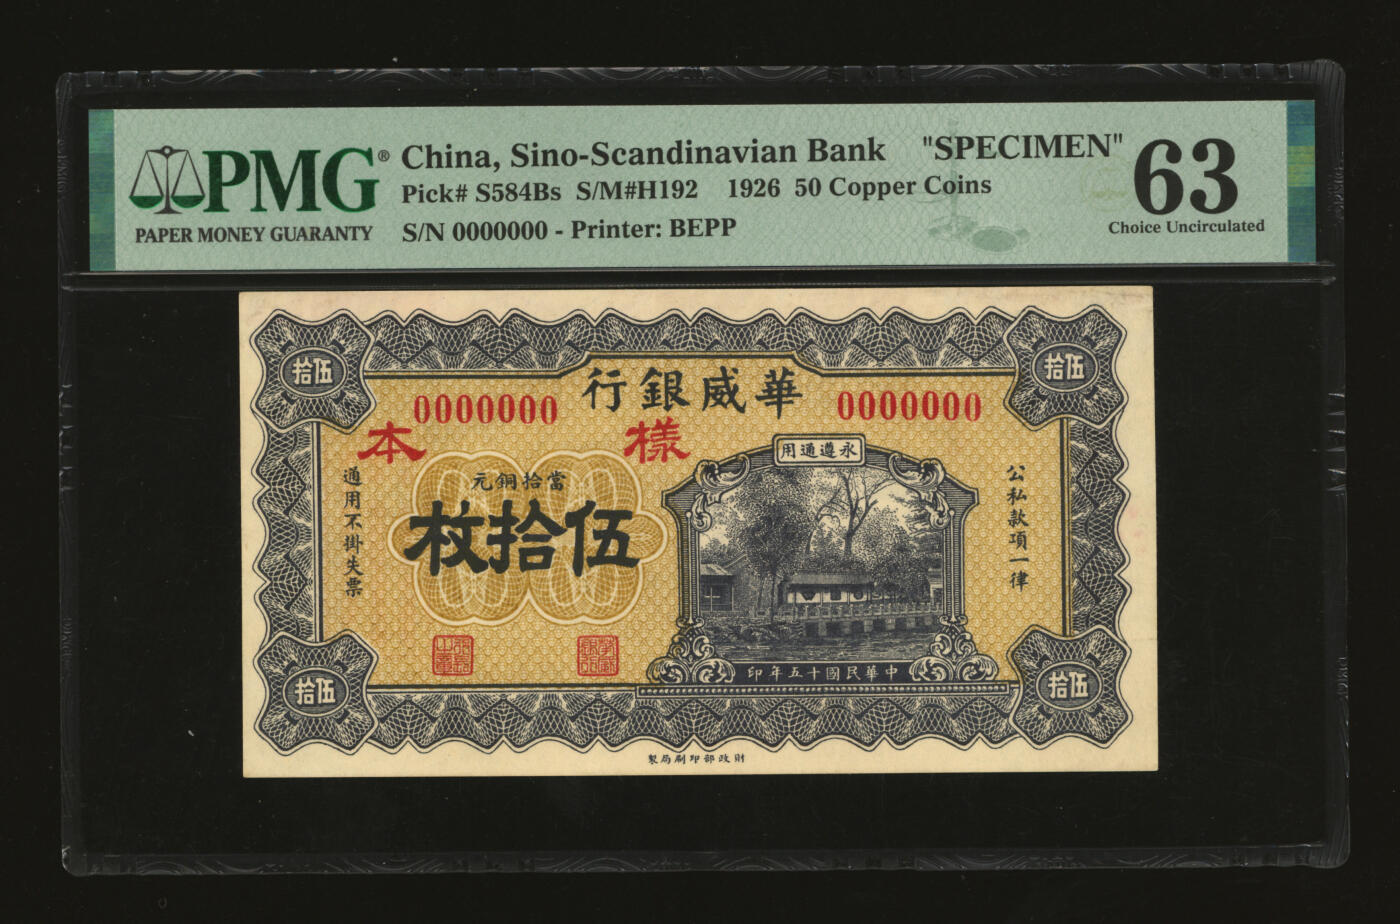 PMG®
PAPER MONEY GUARANTY
China, Sino-Scandinavian Bank "SPECIMEN"
Pick# S584Bs S/M#H192 1926 50 Copper Coins
S/N 0000000 - Printer: BEPP
63
Choice Uncirculated
拾伍
拾伍
行銀威華
0000000
0000000
本 樣
用通遵永
元銅拾當
枚拾伍
通用不掛失票
公私款項一律
印年五十國民華中
拾伍
拾伍
製局刷印部政財